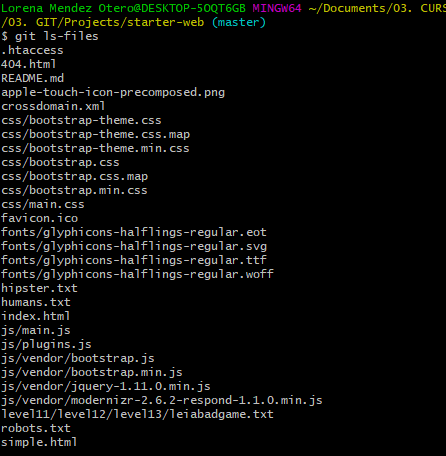 Lorena Mendez Otero@DESKTOP-5OQT6GB MINGW64 ~/Documents/03. CURS
/03. GIT/Projects/starter-web (master)
$ git ls-files
.htaccess
404.html
README.md
apple-touch-icon-precomposed.png
crossdomain.xml
css/bootstrap-theme.css
css/bootstrap-theme.css.map
css/bootstrap-theme.min.css
css/bootstrap.css
css/bootstrap.css.map
css/bootstrap.min.css
css/main.css
favicon.ico
fonts/glyphicons-halflings-regular.eot
fonts/glyphicons-halflings-regular.svg
fonts/glyphicons-halflings-regular.ttf
fonts/glyphicons-halflings-regular.woff
hipster.txt
humans.txt
index.html
js/main.js
js/plugins.js
js/vendor/bootstrap.js
js/vendor/bootstrap.min.js
js/vendor/jquery-1.11.0.min.js
js/vendor/modernizr-2.6.2-respond-1.1.0.min.js
level11/level12/level13/leiabadgame.txt
robots.txt
simple.html